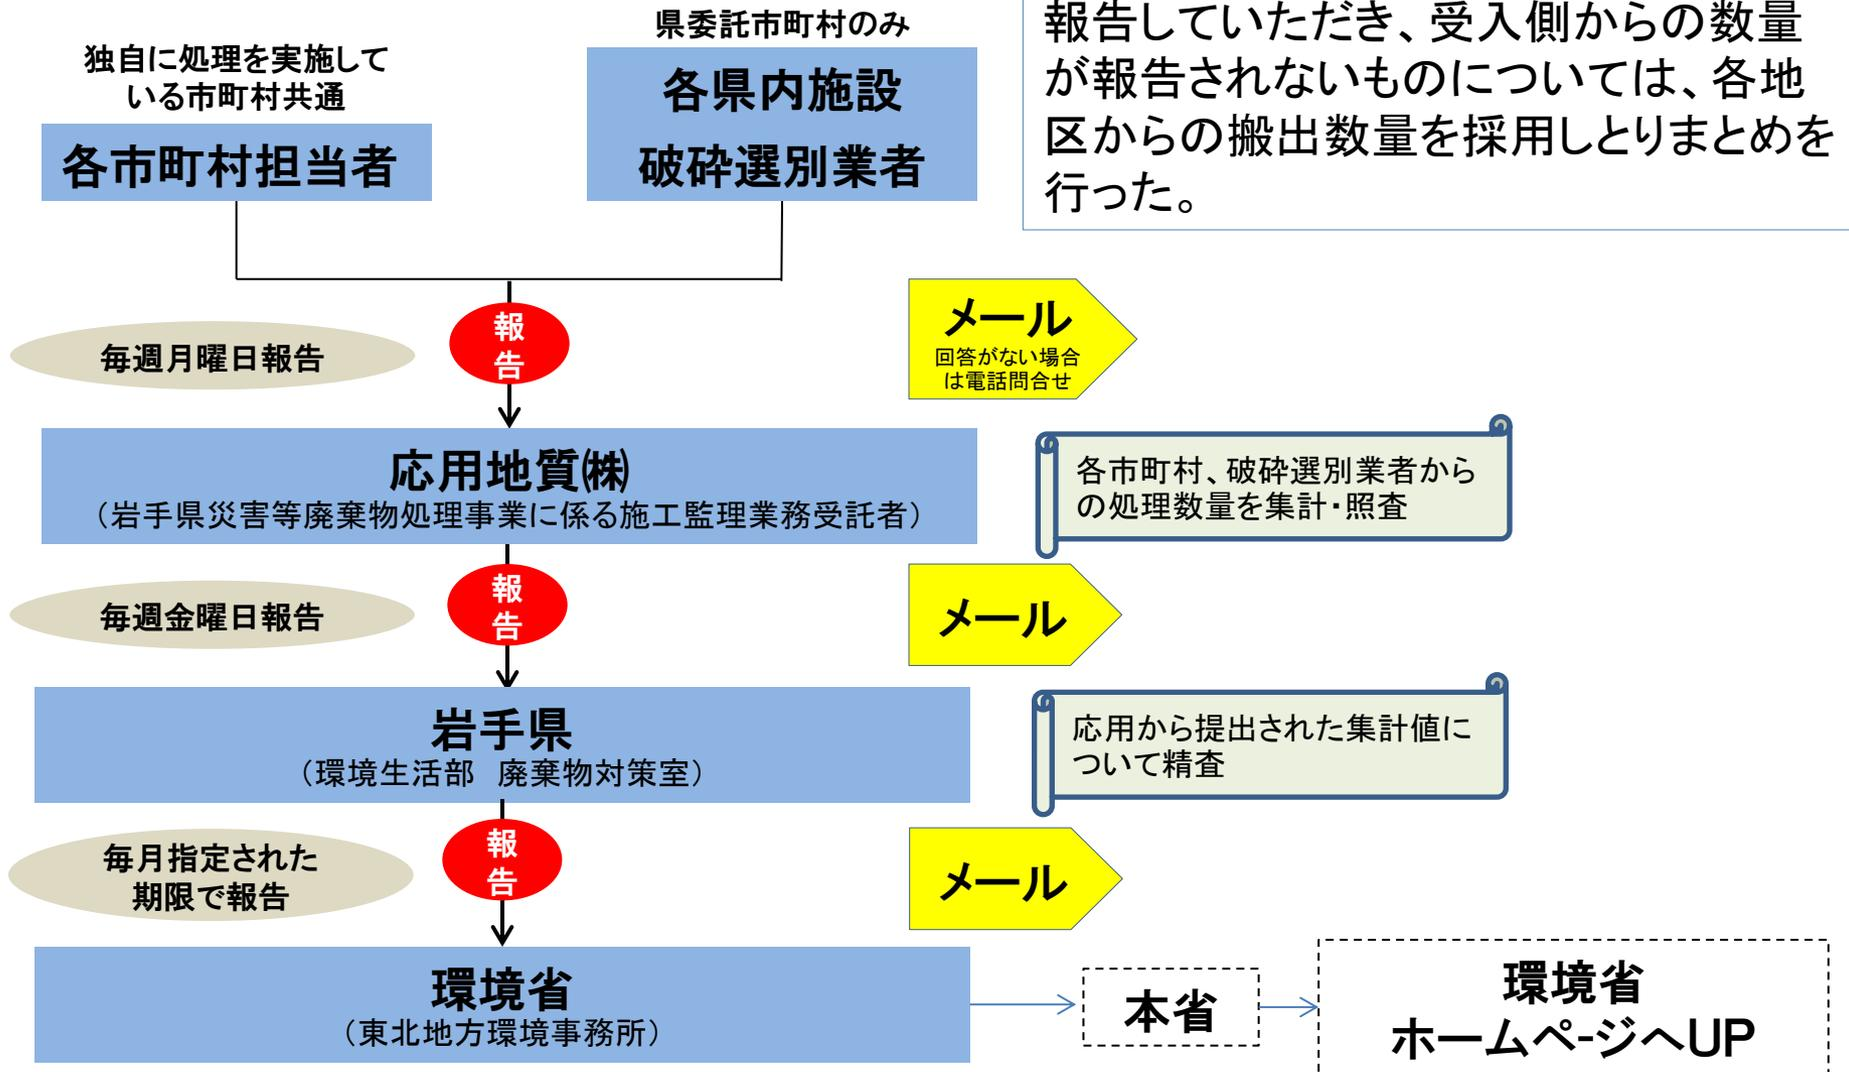 独自に処理を実施して
いる市町村共通
各市町村担当者
県委託市町村のみ
各県内施設
破砕選別業者
報告していただき、受入側からの数量
が報告されないものについては、各地
区からの搬出数量を採用しとりまとめを
行った。
毎週月曜日報告
報
告
メール
回答がない場合
は電話問合せ
応用地質㈱
（岩手県災害等廃棄物処理事業に係る施工監理業務受託者）
各市町村、破砕選別業者から
の処理数量を集計・照査
毎週金曜日報告
報
告
メール
岩手県
（環境生活部　廃棄物対策室）
応用から提出された集計値に
ついて精査
毎月指定された
期限で報告
報
告
メール
環境省
（東北地方環境事務所）
本省
環境省
ホームページへUP